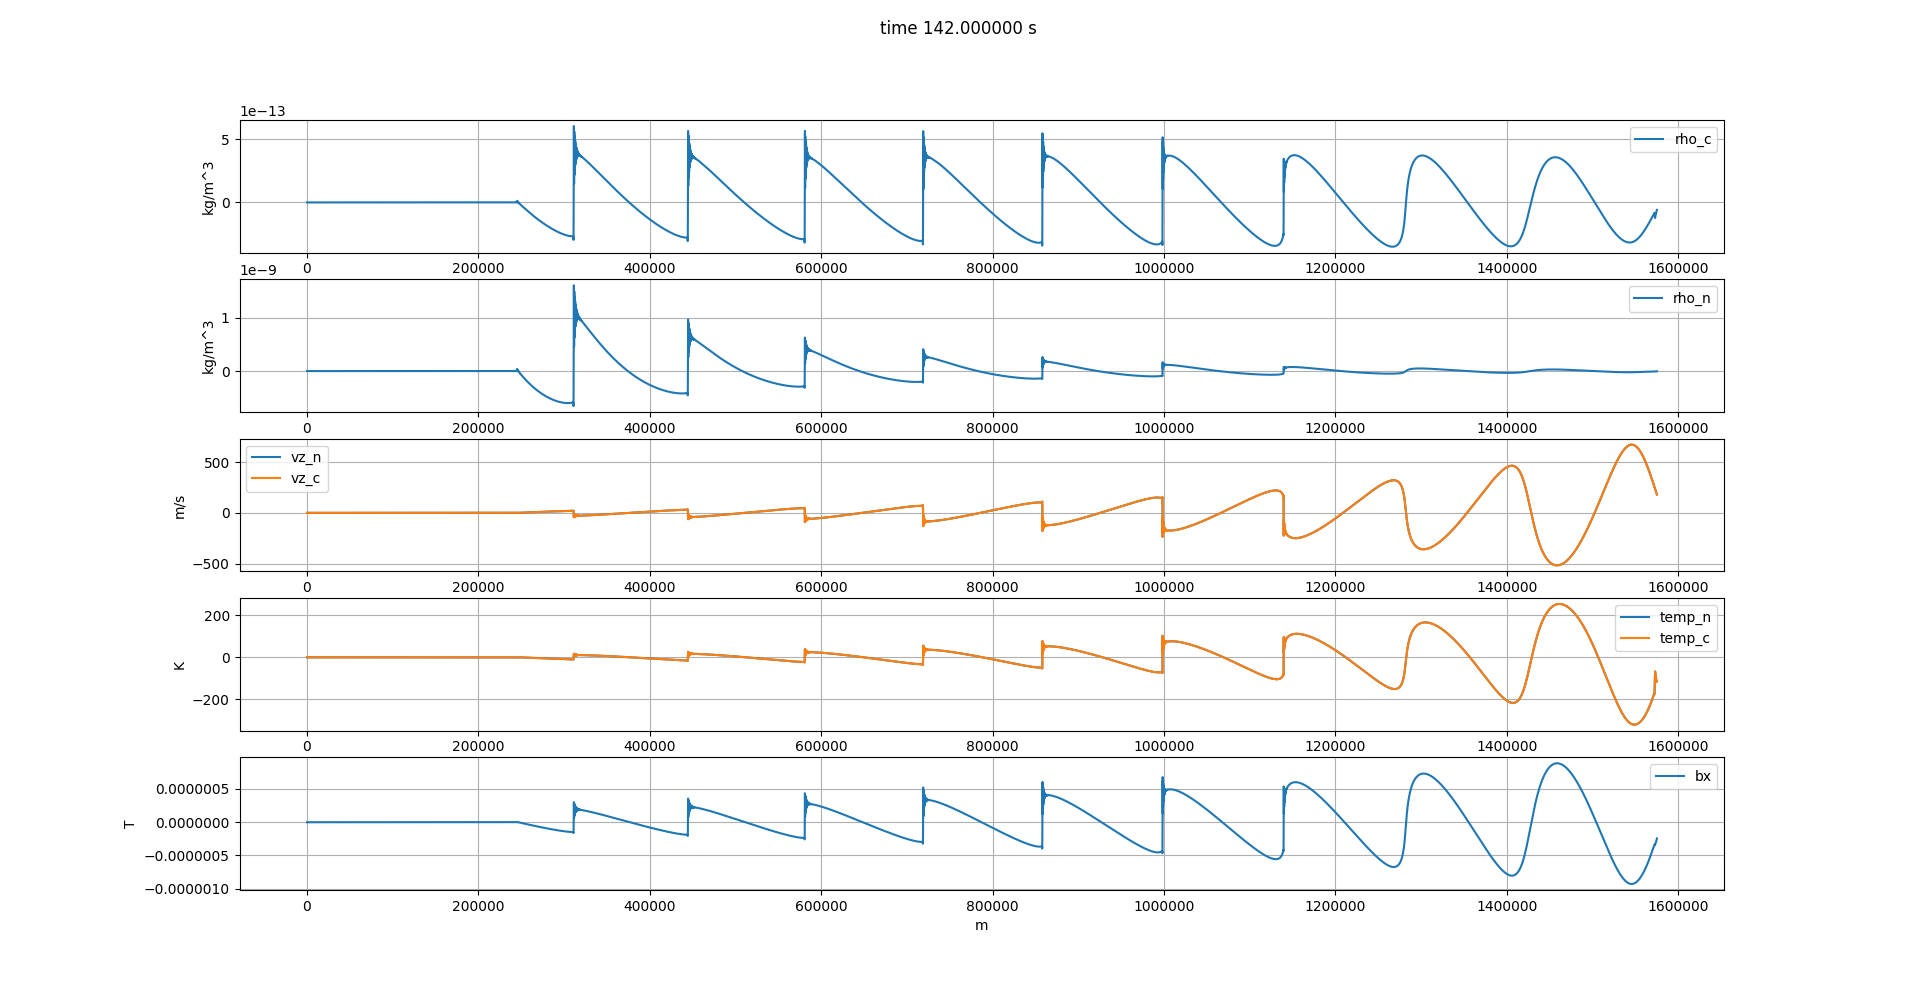 time 142.000000 s
1e−13
5
0
kg/m^3
rho_c
0 200000 400000 600000 800000 1000000 1200000 1400000 1600000
1e−9
1
0
kg/m^3
rho_n
0 200000 400000 600000 800000 1000000 1200000 1400000 1600000
500
0
−500
m/s
vz_n
vz_c
0 200000 400000 600000 800000 1000000 1200000 1400000 1600000
200
0
−200
K
temp_n
temp_c
0 200000 400000 600000 800000 1000000 1200000 1400000 1600000
0.0000005
0.0000000
−0.0000005
−0.0000010
T
bx
0 200000 400000 600000 800000 1000000 1200000 1400000 1600000
m